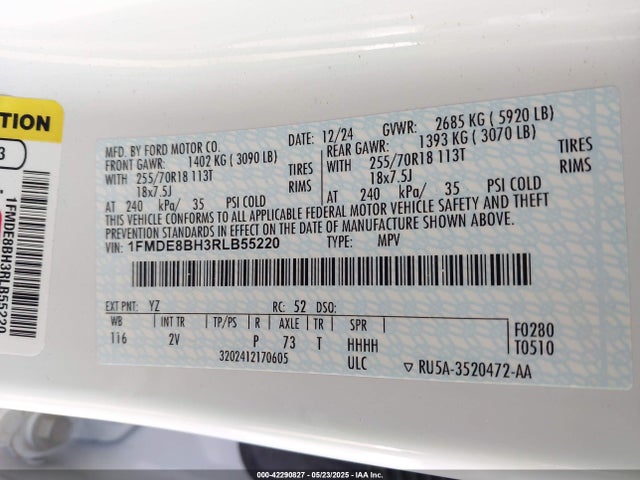 TION
3
1FMDE8BH3RLB55220
MFD. BY FORD MOTOR CO.
DATE: 12/24
GVWR: 2685 KG ( 5920 LB)
FRONT GAWR: 1402 KG ( 3090 LB)
REAR GAWR: 1393 KG ( 3070 LB)
WITH 255/70R18 113T TIRES
WITH 255/70R18 113T TIRES
18x7.5J RIMS
18x7.5J RIMS
AT 240 kPa/ 35 PSI COLD
AT 240 kPa/ 35 PSI COLD
THIS VEHICLE CONFORMS TO ALL APPLICABLE FEDERAL MOTOR VEHICLE SAFETY AND THEFT
PREVENTION STANDARDS IN EFFECT ON THE DATE OF MANUFACTURE SHOWN ABOVE.
VIN: 1FMDE8BH3RLB55220
TYPE: MPV
EXT PNT: YZ RC: 52 DSO:
WB INT TR TP/PS R AXLE TR SPR
116 2V P 73 T HHHH
3202412170605 ULC
F0280
T0510
▽ RU5A-3520472-AA
000-42290827 - 05/23/2025 - IAAI.COM